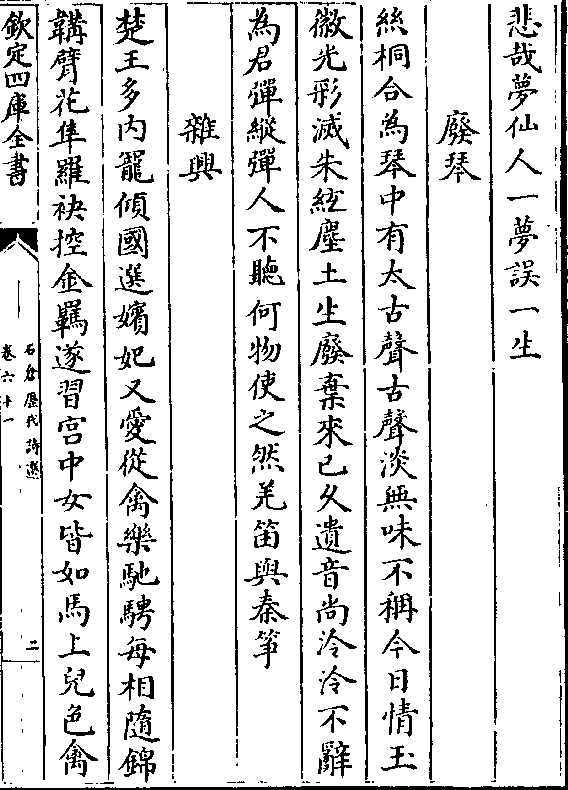 悲哉夢仙人一夢誤一生
廢琴
絲桐合為琴中有太古聲古聲淡無味不稱今日情玉
徽光彩滅朱絃塵土生廢棄來已久遺音尚泠泠不辭
為君彈縱彈人不聽何物使之然羌笛與秦箏
雜興
楚王多内寵傾國選嬪妃又愛從禽樂馳騁每相隨錦
韝臂花隼羅袂控金羈遂習宫中女皆如馬上兒色禽
欽定四庫全書
石倉歷代詩選
卷六十一
二